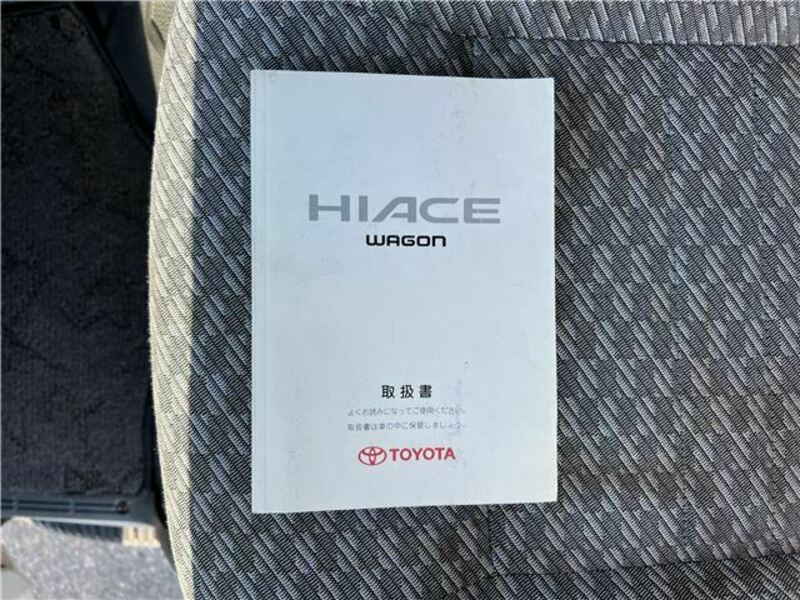 HIACE
WAGON
取扱書
よくお読みになってご使用ください。
取扱書は車の中に保管しましょう。
TOYOTA